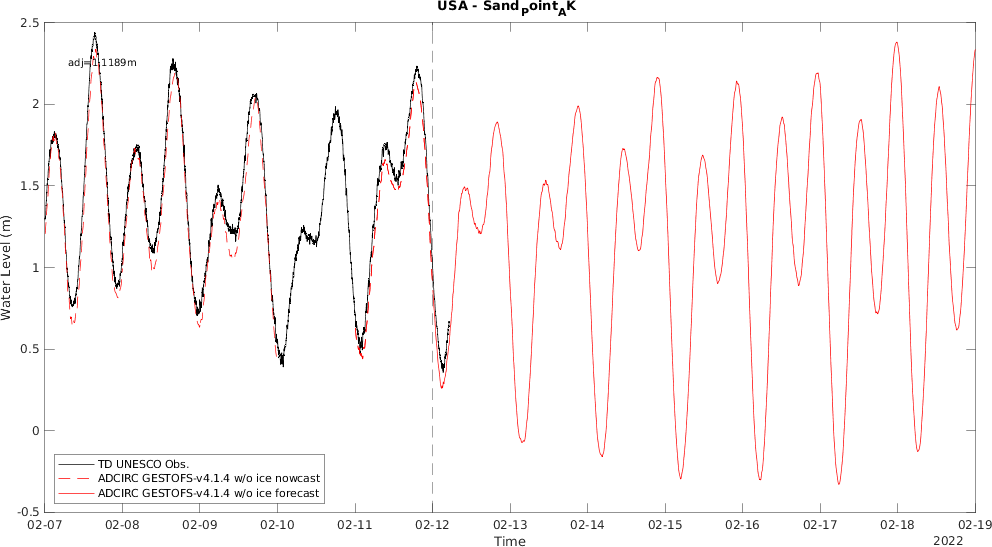 USA - SandPointAK
adj=1.1189m
2.5
2
1.5
1
0.5
0
-0.5
Water Level (m)
TD UNESCO Obs.
ADCIRC GESTOFS-v4.1.4 w/o ice nowcast
ADCIRC GESTOFS-v4.1.4 w/o ice forecast
02-07 02-08 02-09 02-10 02-11 02-12 02-13 02-14 02-15 02-16 02-17 02-18 02-19
Time
2022